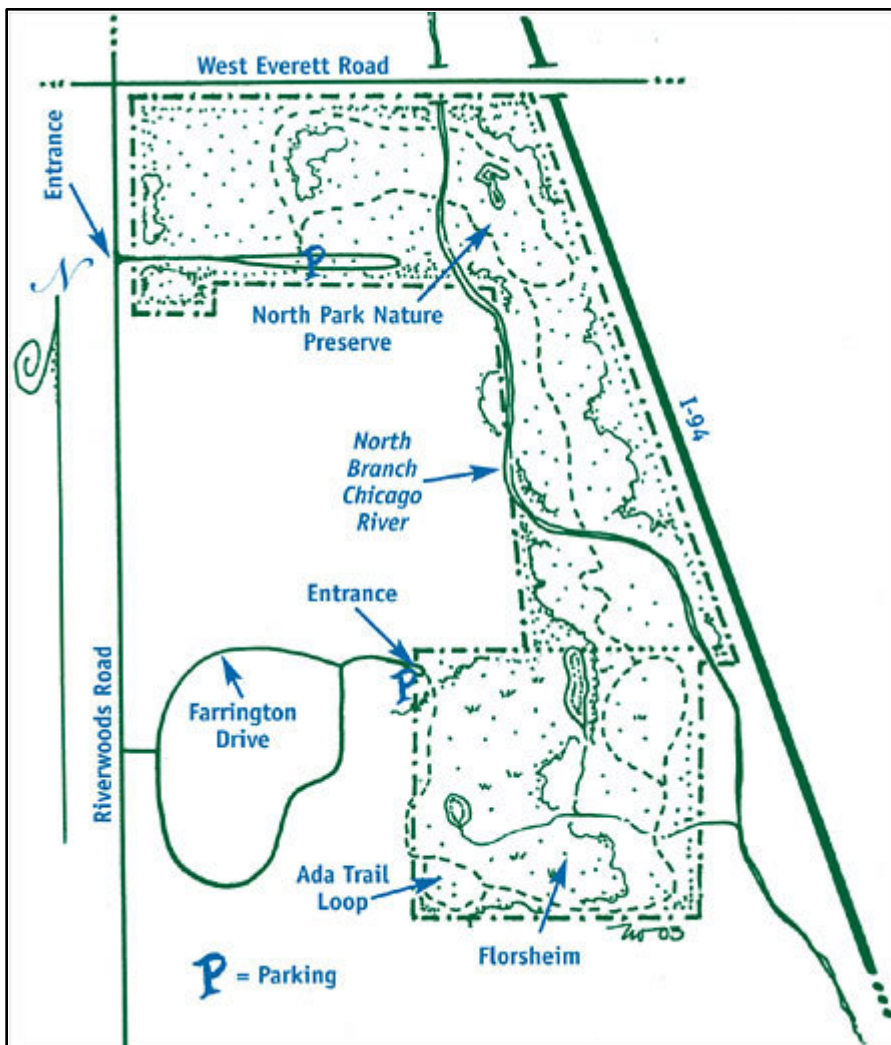 West Everett Road
Entrance
N
P
North Park Nature
Preserve
I-94
North
Branch
Chicago
River
Entrance
P
Farrington
Drive
Riverwoods Road
Ada Trail
Loop
Florsheim
P = Parking